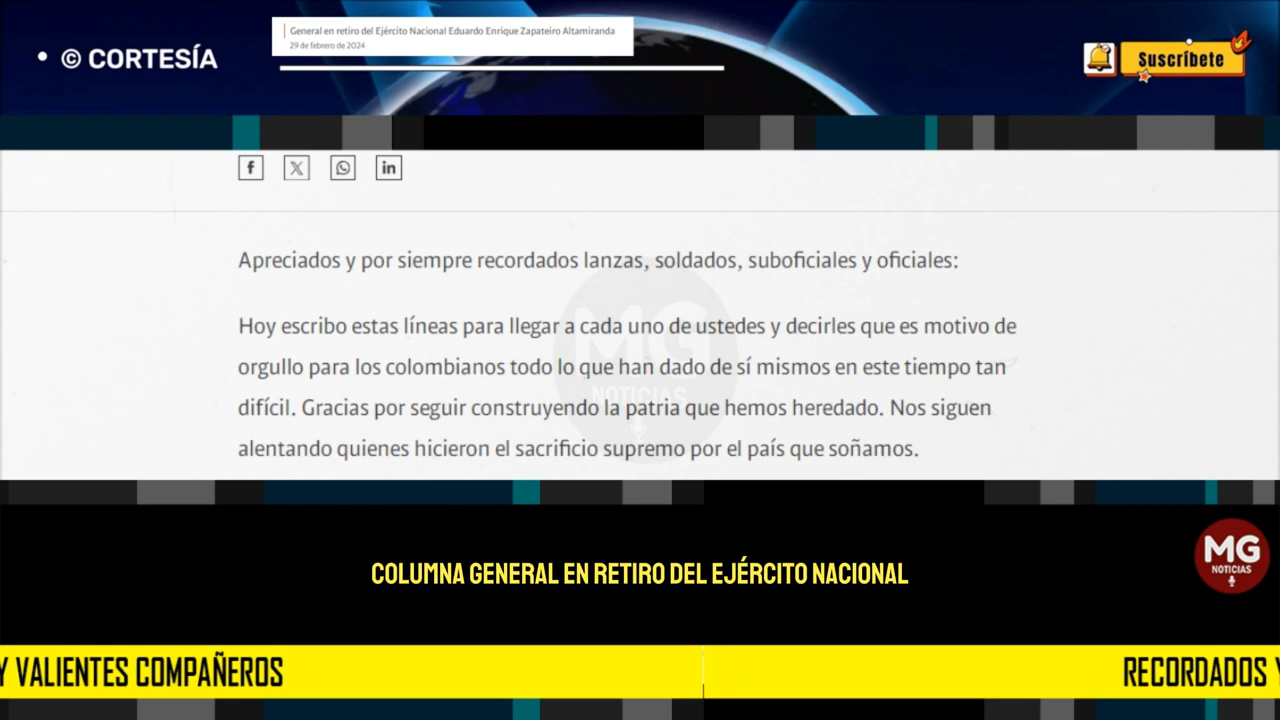 General en retiro del Ejército Nacional Eduardo Enrique Zapateiro Altamiranda
29 de febrero de 2024
• © CORTESÍA
Suscríbete
Apreciados y por siempre recordados lanzas, soldados, suboficiales y oficiales:
Hoy escribo estas líneas para llegar a cada uno de ustedes y decirles que es motivo de
orgullo para los colombianos todo lo que han dado de sí mismos en este tiempo tan
difícil. Gracias por seguir construyendo la patria que hemos heredado. Nos siguen
alentando quienes hicieron el sacrificio supremo por el país que soñamos.
MG
NOTICIAS
COLUMNA GENERAL EN RETIRO DEL EJÉRCITO NACIONAL
MG
NOTICIAS
Y VALIENTES COMPAÑEROS
RECORDADOS Y